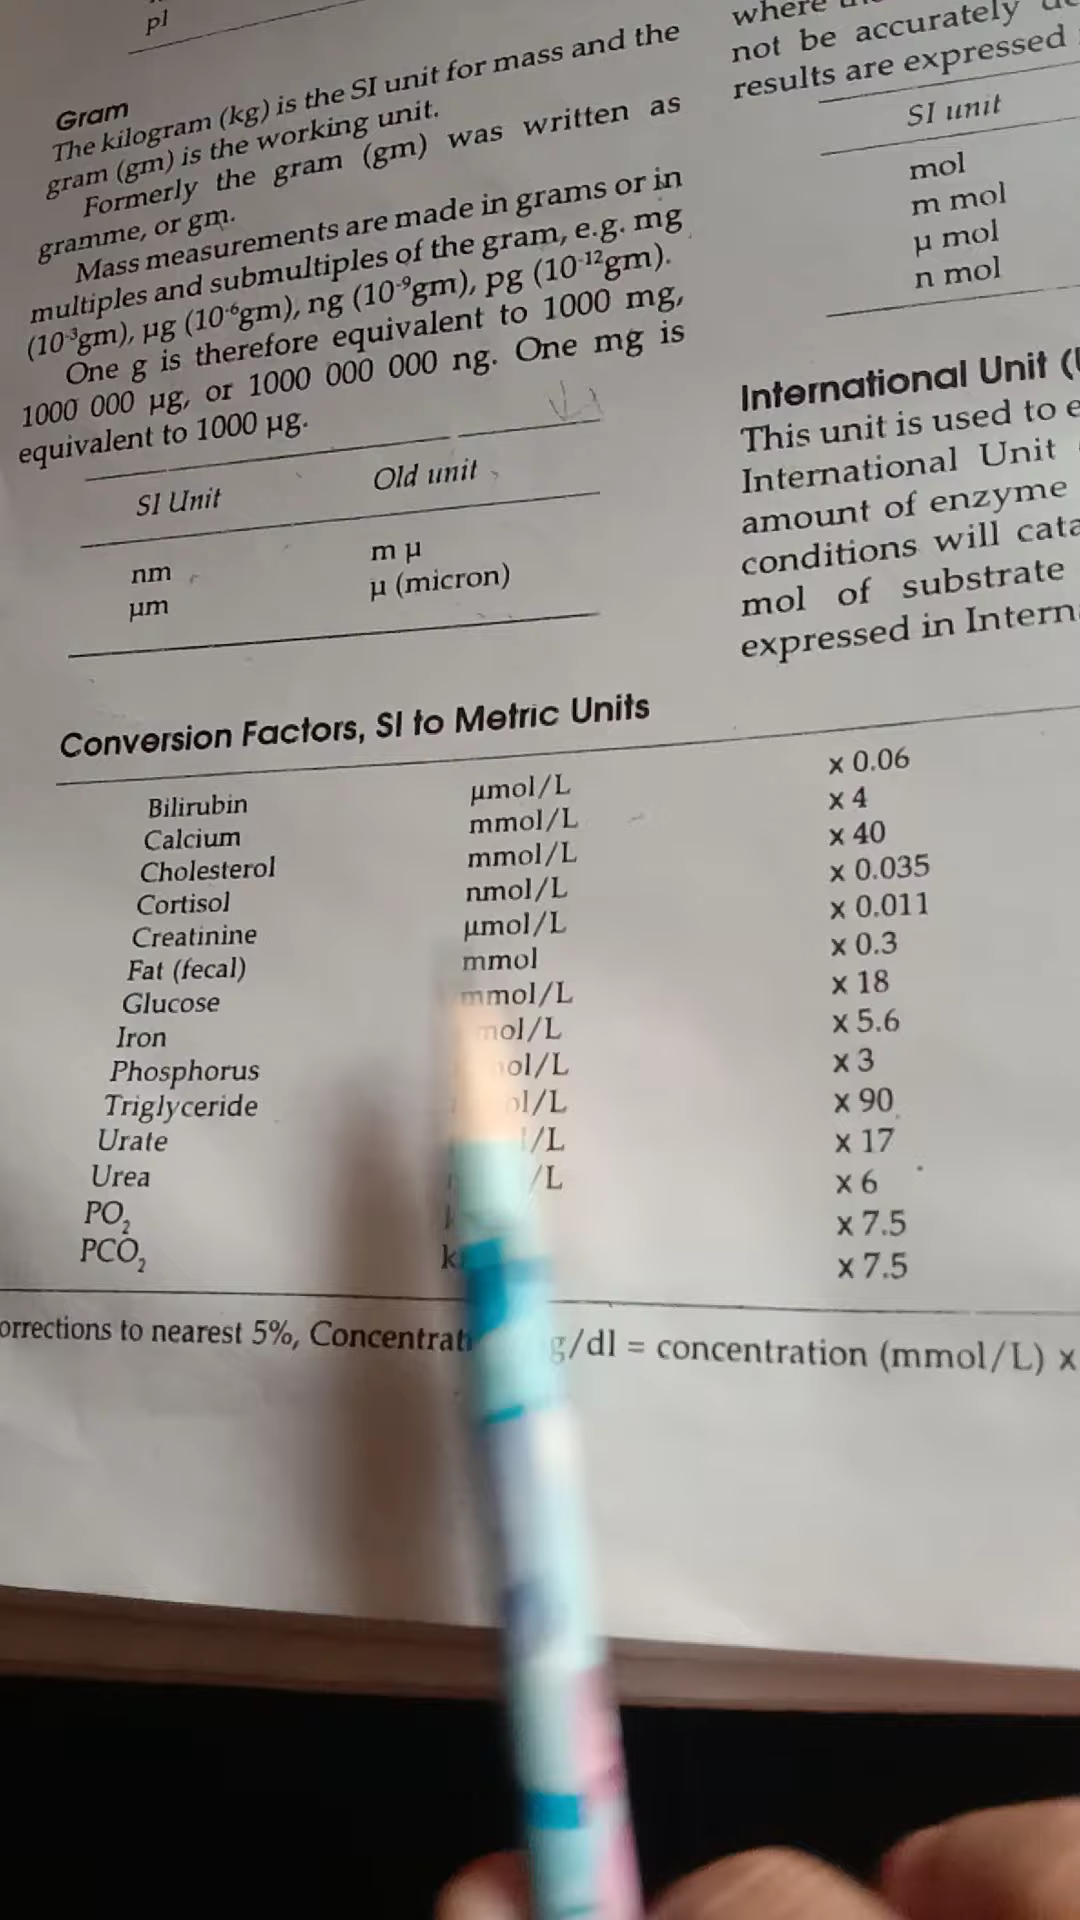 pl
Gram
The kilogram (kg) is the SI unit for mass and the
gram (gm) is the working unit.
Formerly the gram (gm) was written as
gramme, or gm.
Mass measurements are made in grams or in
multiples and submultiples of the gram, e.g. mg
(10⁻³gm), µg (10⁻⁶gm), ng (10⁻⁹gm), pg (10⁻¹²gm).
One g is therefore equivalent to 1000 mg,
1000 000 µg, or 1000 000 000 ng. One mg is
equivalent to 1000 µg.
SI Unit Old unit
nm m µ
µm µ (micron)
where
not be accurately
results are expressed
SI unit
mol
m mol
µ mol
n mol
International Unit (
This unit is used to
International Unit
amount of enzyme
conditions will
mol of substrate
expressed in
Conversion Factors, SI to Metric Units
Bilirubin µmol/L x 0.06
Calcium mmol/L x 4
Cholesterol mmol/L x 40
Cortisol nmol/L x 0.035
Creatinine µmol/L x 0.011
Fat (fecal) mmol x 0.3
Glucose mmol/L x 18
Iron mol/L x 5.6
Phosphorus ol/L x 3
Triglyceride ol/L x 90
Urate /L x 17
Urea /L x 6
PO₂ x 7.5
PCO₂ k x 7.5
orrections to nearest 5%, Concentrat g/dl = concentration (mmol/L) x